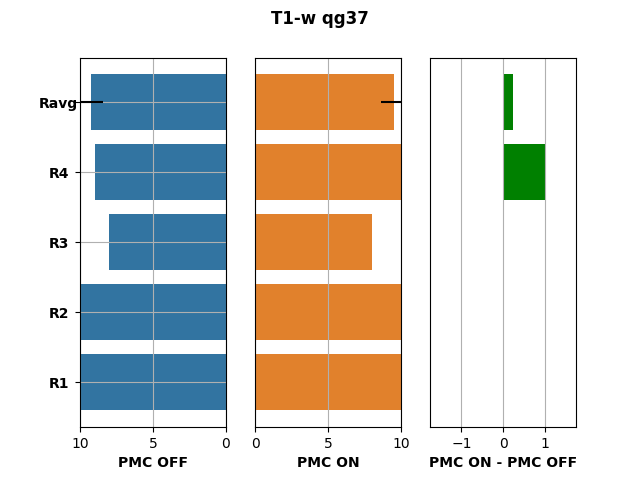 T1-w qg37
Ravg
R4
R3
R2
R1
10 5 0
0 5 10
−1 0 1
PMC OFF
PMC ON
PMC ON - PMC OFF